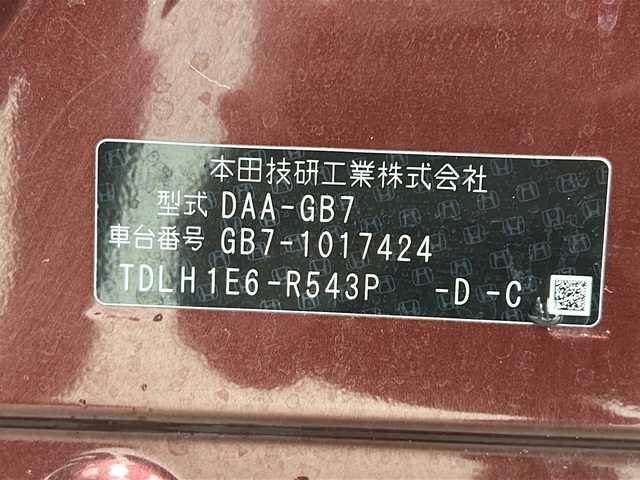 本田技研工業株式会社
型式 DAA-GB7
車台番号 GB7-1017424
TDLH1E6-R543P -D -C